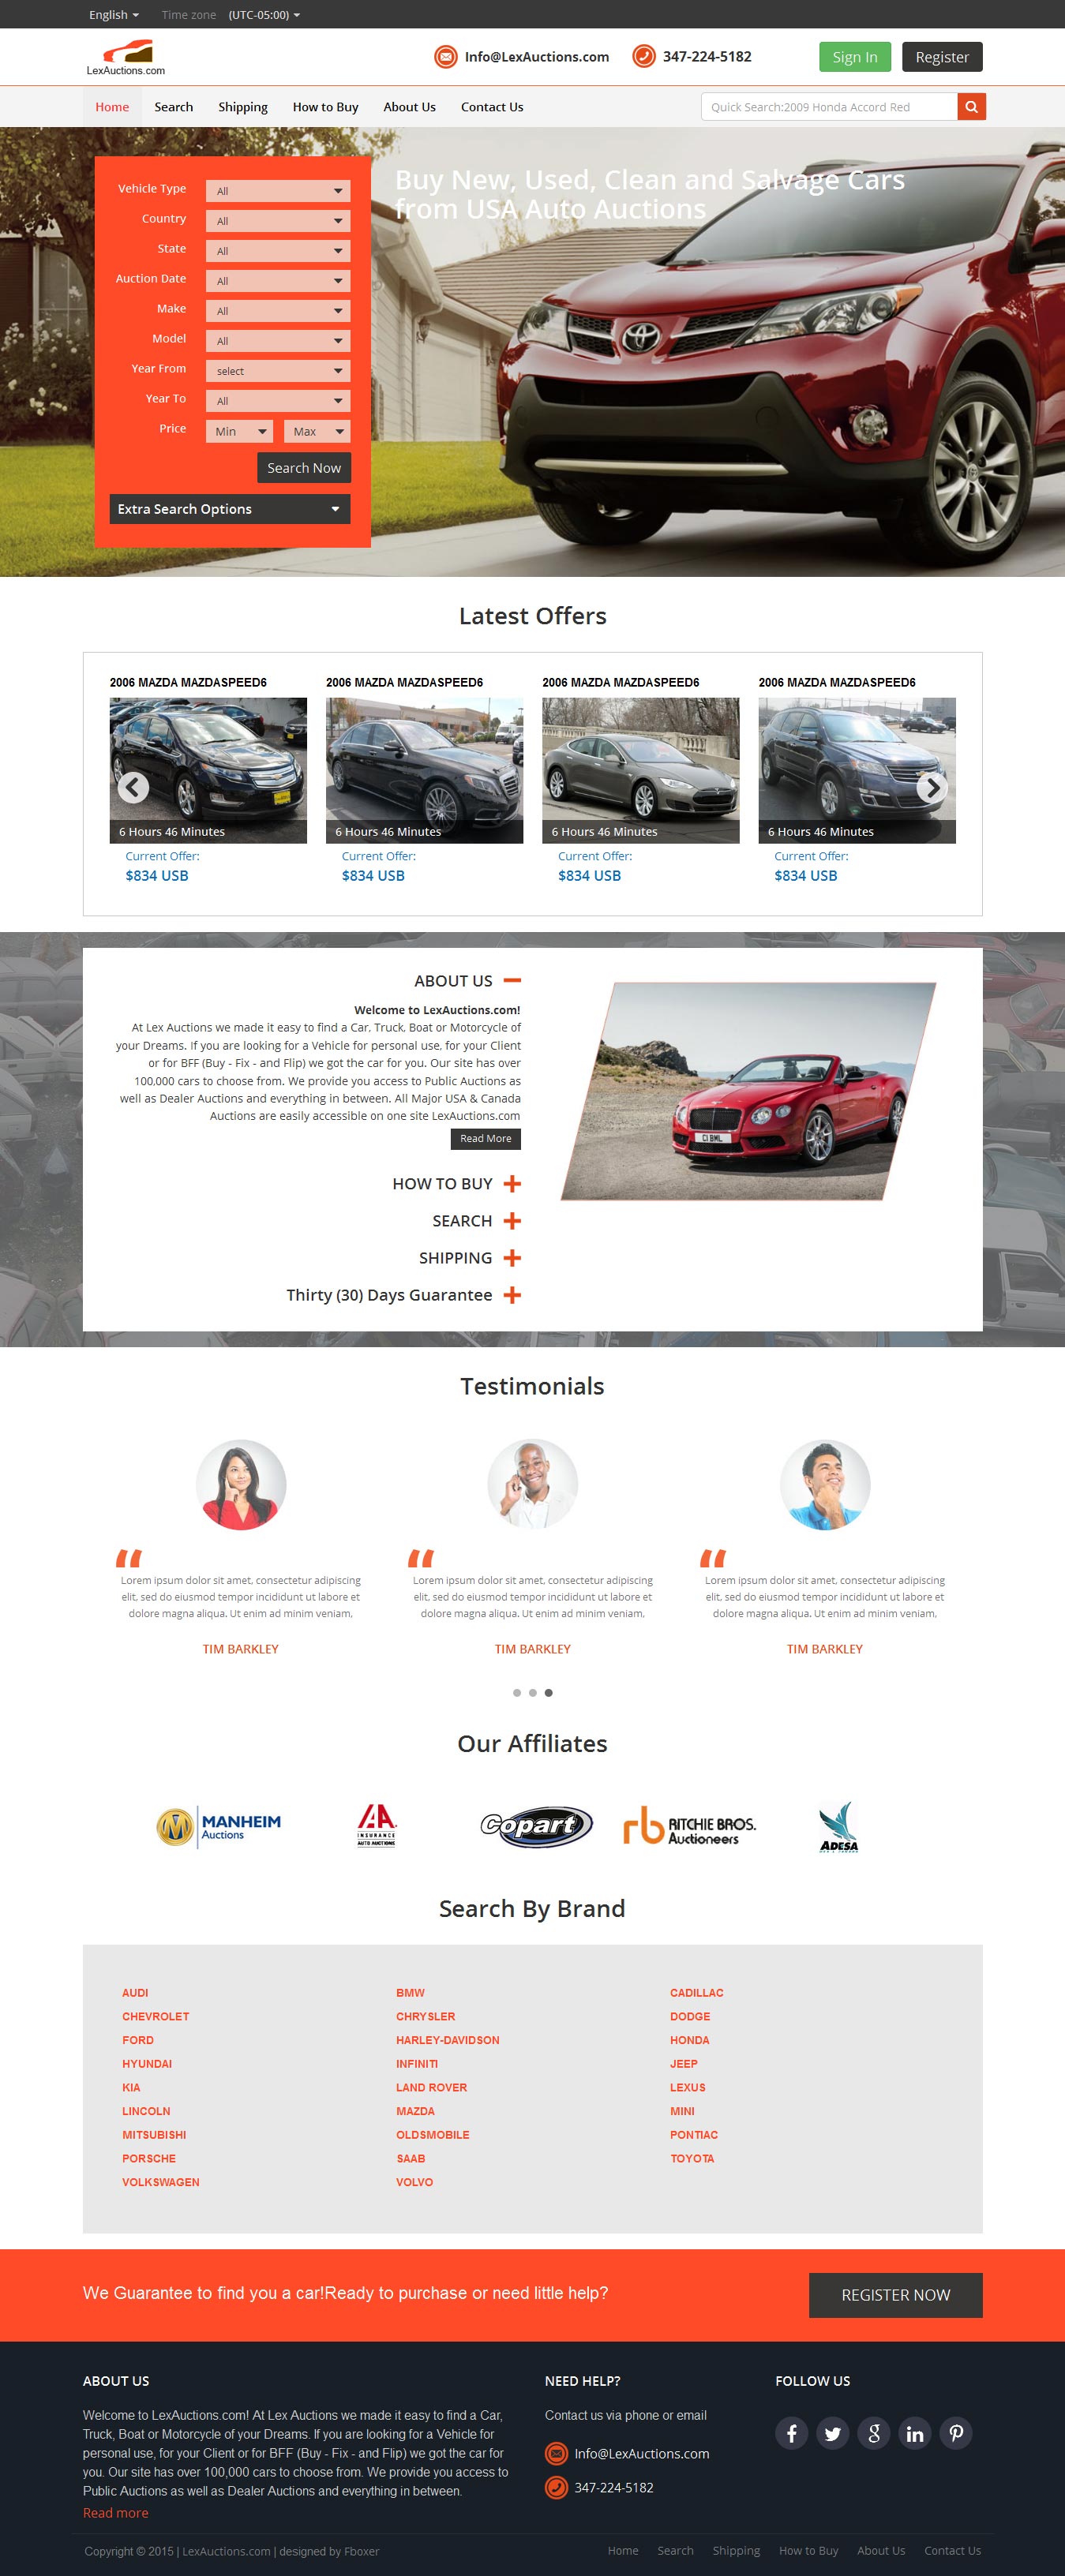 English
Time zone (UTC-05:00)
LexAuctions.com
Info@LexAuctions.com
347-224-5182
Sign In
Register
Home
Search
Shipping
How to Buy
About Us
Contact Us
Quick Search:2009 Honda Accord Red
Buy New, Used, Clean and Salvage Cars
from USA Auto Auctions
Vehicle Type All
Country All
State All
Auction Date All
Make All
Model All
Year From select
Year To All
Price Min Max
Search Now
Extra Search Options
Latest Offers
2006 MAZDA MAZDASPEED6
6 Hours 46 Minutes
Current Offer:
$834 USB
2006 MAZDA MAZDASPEED6
6 Hours 46 Minutes
Current Offer:
$834 USB
2006 MAZDA MAZDASPEED6
6 Hours 46 Minutes
Current Offer:
$834 USB
2006 MAZDA MAZDASPEED6
6 Hours 46 Minutes
Current Offer:
$834 USB
ABOUT US
Welcome to LexAuctions.com!
At Lex Auctions we made it easy to find a Car, Truck, Boat or Motorcycle of
your Dreams. If you are looking for a Vehicle for personal use, for your Client
or for BFF (Buy - Fix - and Flip) we got the car for you. Our site has over
100,000 cars to choose from. We provide you access to Public Auctions as
well as Dealer Auctions and everything in between. All Major USA & Canada
Auctions are easily accessible on one site LexAuctions.com
Read More
C1 BML
HOW TO BUY
SEARCH
SHIPPING
Thirty (30) Days Guarantee
Testimonials
Lorem ipsum dolor sit amet, consectetur adipiscing
elit, sed do eiusmod tempor incididunt ut labore et
dolore magna aliqua. Ut enim ad minim veniam,
TIM BARKLEY
Lorem ipsum dolor sit amet, consectetur adipiscing
elit, sed do eiusmod tempor incididunt ut labore et
dolore magna aliqua. Ut enim ad minim veniam,
TIM BARKLEY
Lorem ipsum dolor sit amet, consectetur adipiscing
elit, sed do eiusmod tempor incididunt ut labore et
dolore magna aliqua. Ut enim ad minim veniam,
TIM BARKLEY
Our Affiliates
MANHEIM
Auctions
IAA
INSURANCE
AUTO AUCTIONS
Copart
rb RITCHIE BROS.
Auctioneers
ADESA
Search By Brand
AUDI
BMW
CADILLAC
CHEVROLET
CHRYSLER
DODGE
FORD
HARLEY-DAVIDSON
HONDA
HYUNDAI
INFINITI
JEEP
KIA
LAND ROVER
LEXUS
LINCOLN
MAZDA
MINI
MITSUBISHI
OLDSMOBILE
PONTIAC
PORSCHE
SAAB
TOYOTA
VOLKSWAGEN
VOLVO
We Guarantee to find you a car!Ready to purchase or need little help?
REGISTER NOW
ABOUT US
Welcome to LexAuctions.com! At Lex Auctions we made it easy to find a Car,
Truck, Boat or Motorcycle of your Dreams. If you are looking for a Vehicle for
personal use, for your Client or for BFF (Buy - Fix - and Flip) we got the car for
you. Our site has over 100,000 cars to choose from. We provide you access to
Public Auctions as well as Dealer Auctions and everything in between.
Read more
NEED HELP?
Contact us via phone or email
Info@LexAuctions.com
347-224-5182
FOLLOW US
Copyright © 2015 | LexAuctions.com | designed by Fboxer
Home
Search
Shipping
How to Buy
About Us
Contact Us